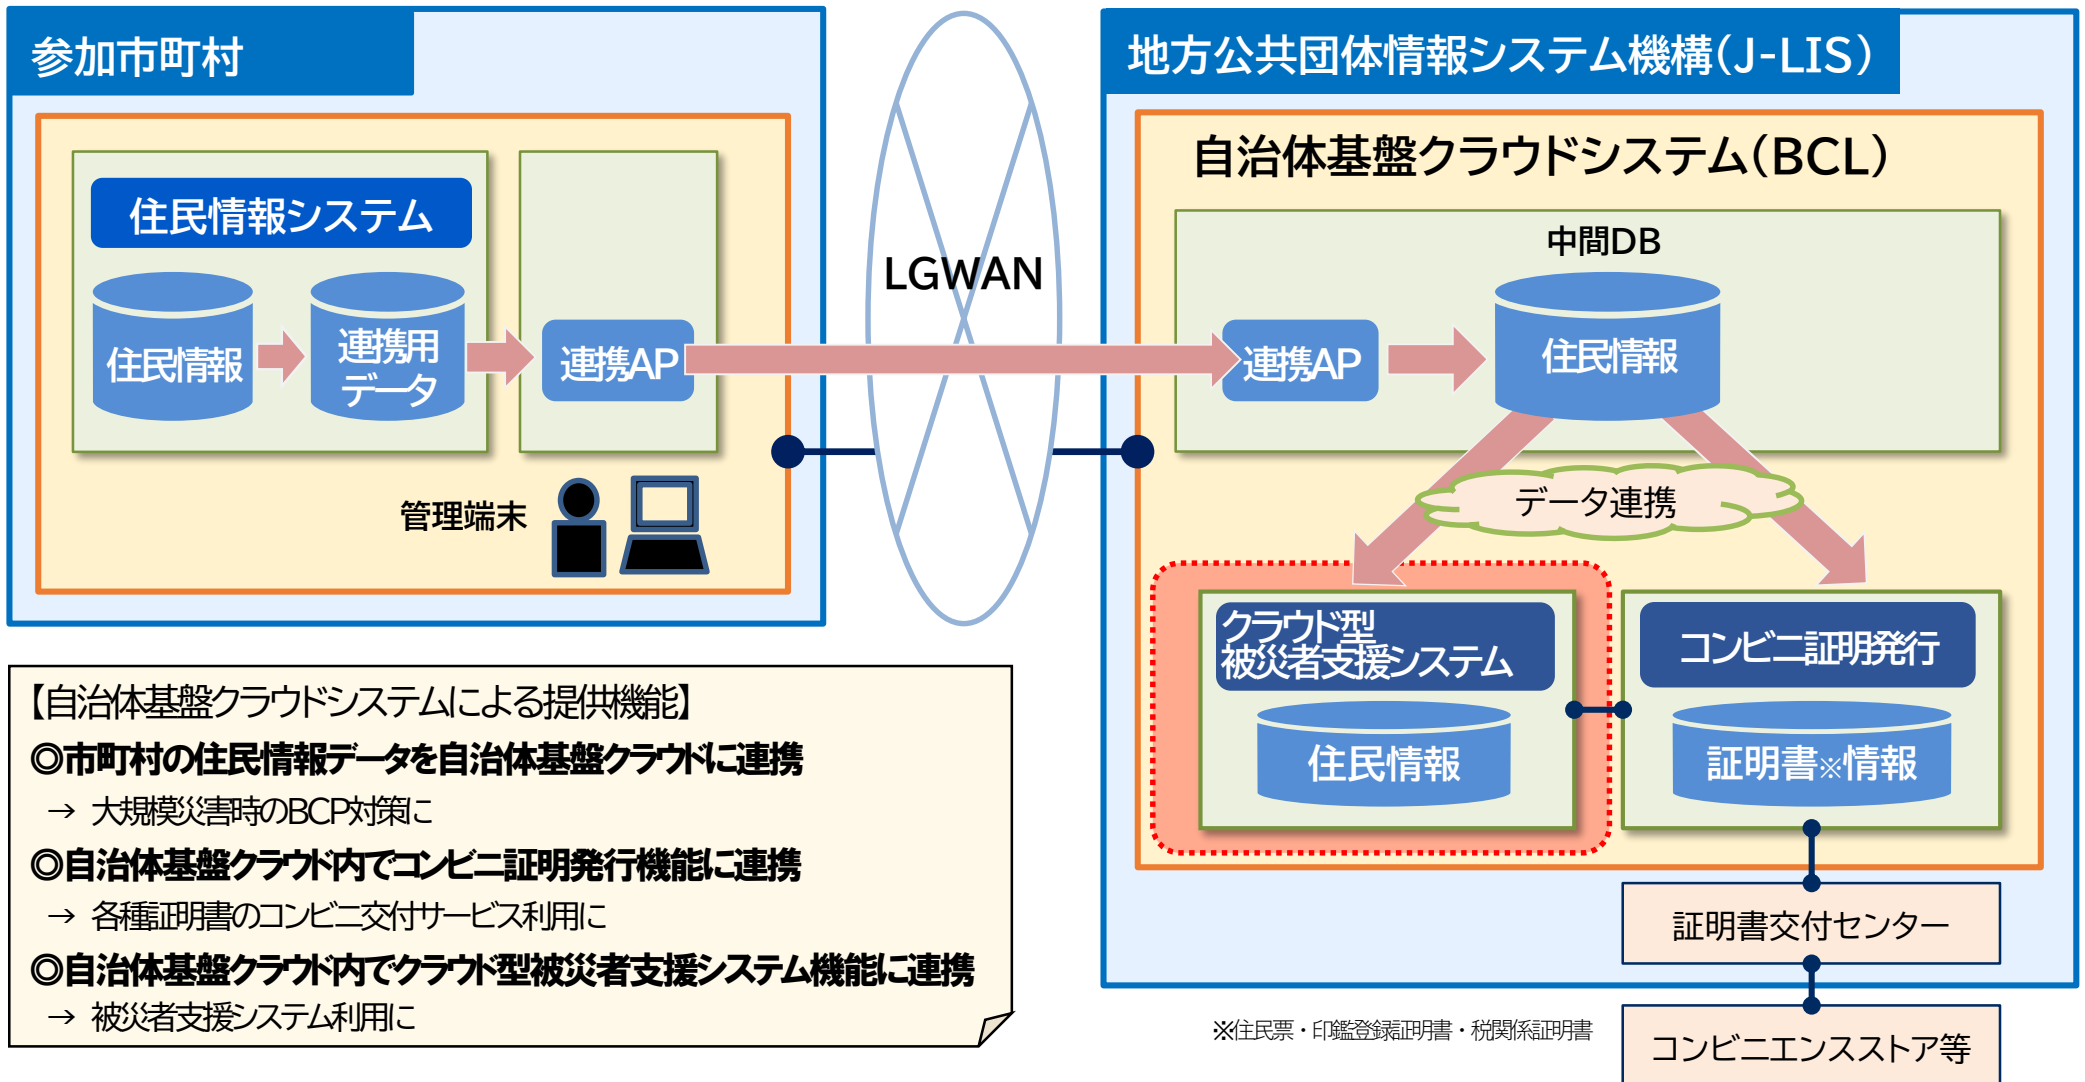 参加市町村
住民情報システム
住民情報
連携用
データ
連携AP
管理端末
LGWAN
地方公共団体情報システム機構(J-LIS)
自治体基盤クラウドシステム(BCL)
中間DB
連携AP
住民情報
データ連携
クラウド型
被災者支援システム
住民情報
コンビニ証明発行
証明書※情報
証明書交付センター
コンビニエンスストア等
※住民票・印鑑登録証明書・税関係証明書
【自治体基盤クラウドシステムによる提供機能】
◎市町村の住民情報データを自治体基盤クラウドに連携
→ 大規模災害時のBCP対策に
◎自治体基盤クラウド内でコンビニ証明発行機能に連携
→ 各種証明書のコンビニ交付サービス利用に
◎自治体基盤クラウド内でクラウド型被災者支援システム機能に連携
→ 被災者支援システム利用に